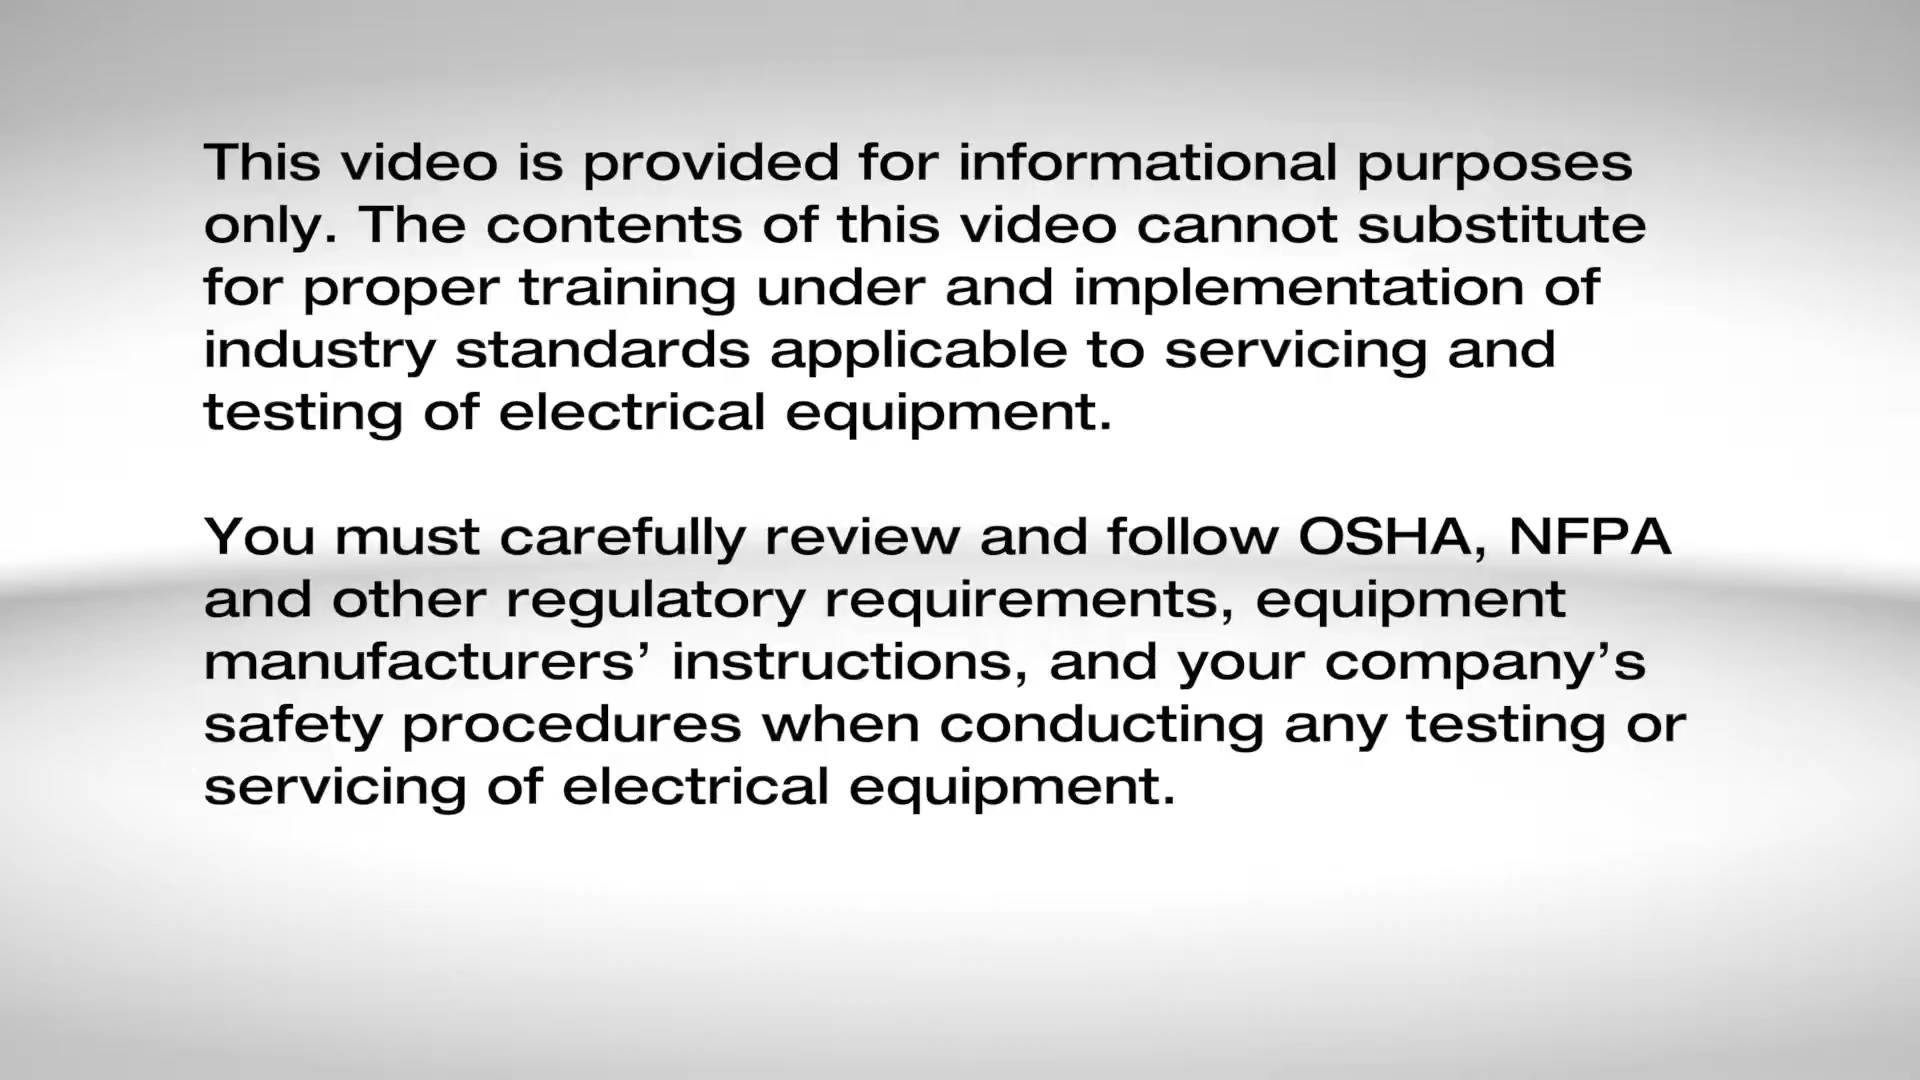 This video is provided for informational purposes
only. The contents of this video cannot substitute
for proper training under and implementation of
industry standards applicable to servicing and
testing of electrical equipment.
You must carefully review and follow OSHA, NFPA
and other regulatory requirements, equipment
manufacturers’ instructions, and your company’s
safety procedures when conducting any testing or
servicing of electrical equipment.